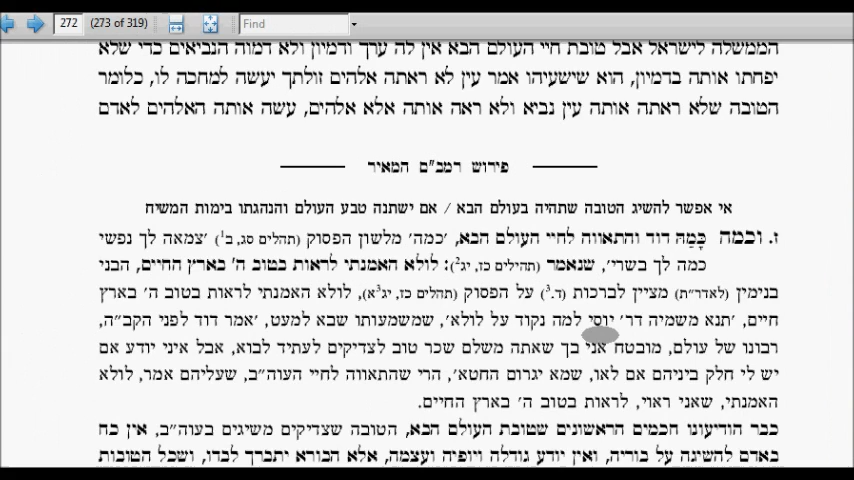 272 (273 of 319) Find
הממשלה לישראל אבל טובת חיי העולם הבא אין לה ערך ודמיון ולא דמוה הנביאים כדי שלא
יפחתו אותה בדמיון, הוא שישעיהו אמר עין לא ראתה אלהים זולתך יעשה למחכה לו, כלומר
הטובה שלא ראתה אותה עין נביא ולא ראה אותה אלא אלהים, עשה אותה האלהים לאדם
פירוש רמב״ם המאיר
אי אפשר להשיג הטובה שתהיה בעולם הבא / אם ישתנה טבע העולם והנהגתו בימות המשיח
ז. וכמה כָּמַהּ דוד והתאווה לחיי העולם הבא, 'כמה' מלשון הפסוק (תהלים סג, ב1) 'צמאה לך נפשי
כמה לך בשרי', שנאמר (תהילים כז, יג2): לולא האמנתי לראות בטוב ה' בארץ החיים, הבני
בנימין (לאדר״ת) מציין לברכות (ד.3) על הפסוק (תהלים כז, יג3א), לולא האמנתי לראות בטוב ה' בארץ
חיים, 'תנא משמיה דר' יוסי למה נקוד על לולא', שמשמעותו שבא למעט, 'אמר דוד לפני הקב״ה,
רבונו של עולם, מובטח אני בך שאתה משלם שכר טוב לצדיקים לעתיד לבוא, אבל איני יודע אם
יש לי חלק ביניהם אם לאו, שמא יגרום החטא', הרי שהתאווה לחיי העוה״ב, שעליהם אמר, לולא
האמנתי, שאני ראוי, לראות בטוב ה' בארץ החיים.
כבר הודיעונו חכמים הראשונים שטובת העולם הבא, הטובה שצדיקים משיגים בעוה״ב, אין כח
באדם להשיגה על בוריה, ואין יודע גודלה ויופיה ועצמה, אלא הבורא יתברך לבדו, ושכל הטובות